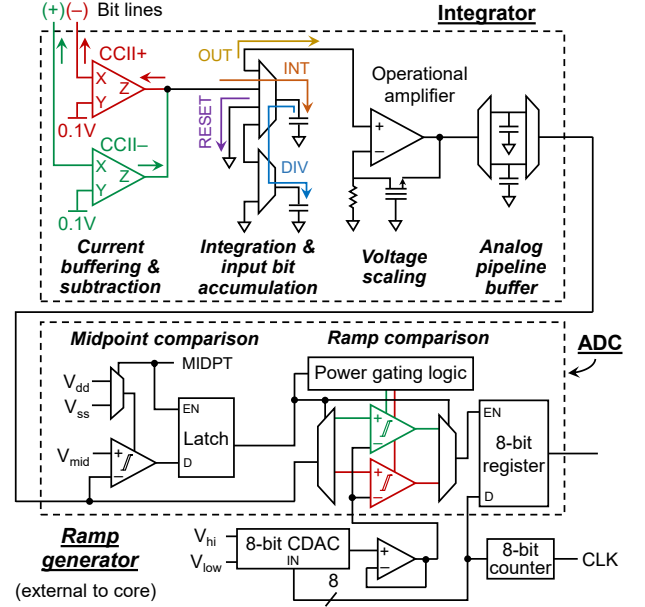 (+)(–) Bit lines
Integrator
CCII+
X
Y
Z
0.1V
CCII–
X
Y
Z
0.1V
OUT
INT
RESET
DIV
Operational
amplifier
+
–
Current
buffering &
subtraction
Integration &
input bit
accumulation
Voltage
scaling
Analog
pipeline
buffer
Midpoint comparison
Ramp comparison
ADC
MIDPT
Vdd
Vss
Vmid
+
–
EN
Latch
D
Power gating logic
+
–
+
–
EN
8-bit
register
D
Ramp
generator
(external to core)
Vhi
Vlow
8-bit CDAC
IN
+
–
8
8-bit
counter
CLK